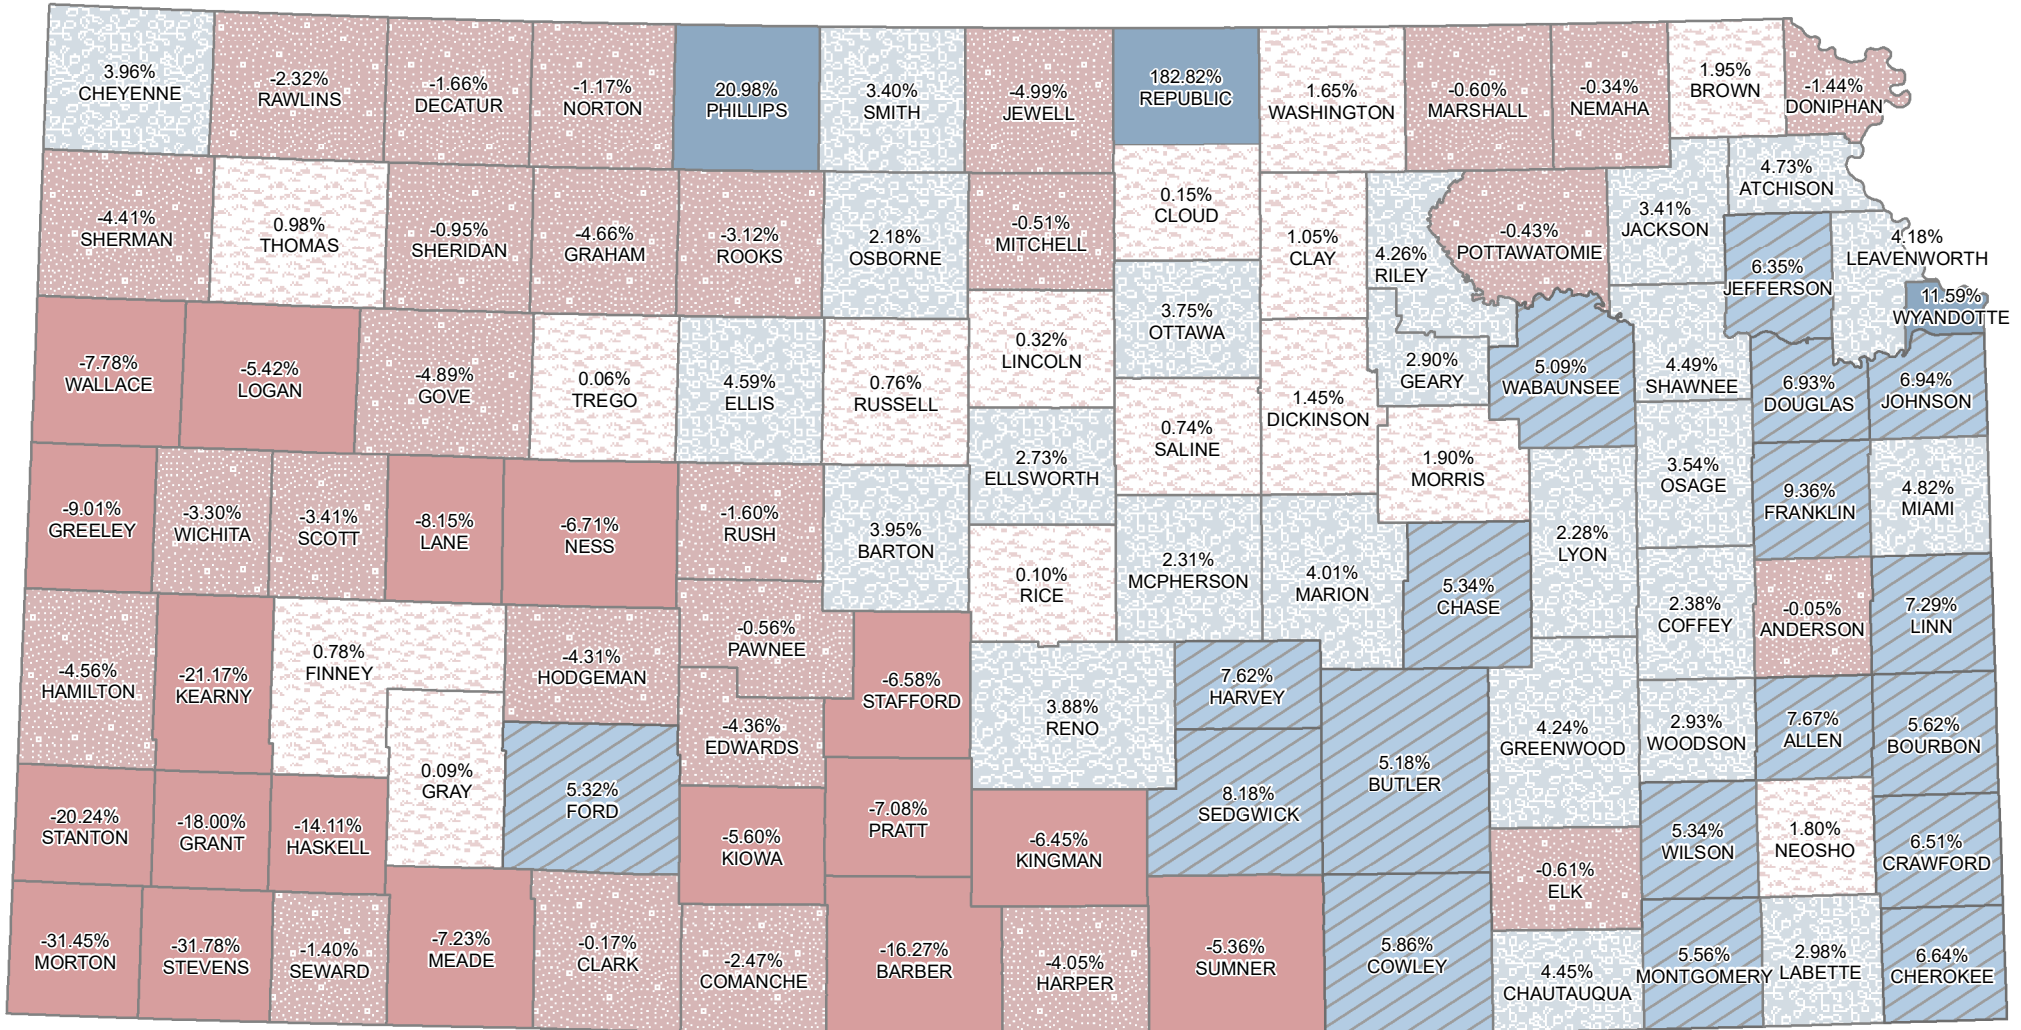 3.96%
CHEYENNE
-2.32%
RAWLINS
-1.66%
DECATUR
-1.17%
NORTON
20.98%
PHILLIPS
3.40%
SMITH
-4.99%
JEWELL
182.82%
REPUBLIC
1.65%
WASHINGTON
-0.60%
MARSHALL
-0.34%
NEMAHA
1.95%
BROWN
-1.44%
DONIPHAN
-4.41%
SHERMAN
0.98%
THOMAS
-0.95%
SHERIDAN
-4.66%
GRAHAM
-3.12%
ROOKS
2.18%
OSBORNE
-0.51%
MITCHELL
0.15%
CLOUD
1.05%
CLAY
4.26%
RILEY
-0.43%
POTTAWATOMIE
3.41%
JACKSON
4.73%
ATCHISON
6.35%
JEFFERSON
4.18%
LEAVENWORTH
11.59%
WYANDOTTE
-7.78%
WALLACE
-5.42%
LOGAN
-4.89%
GOVE
0.06%
TREGO
4.59%
ELLIS
0.76%
RUSSELL
0.32%
LINCOLN
3.75%
OTTAWA
1.45%
DICKINSON
2.90%
GEARY
5.09%
WABAUNSEE
4.49%
SHAWNEE
6.93%
DOUGLAS
6.94%
JOHNSON
-9.01%
GREELEY
-3.30%
WICHITA
-3.41%
SCOTT
-8.15%
LANE
-6.71%
NESS
-1.60%
RUSH
3.95%
BARTON
2.73%
ELLSWORTH
0.74%
SALINE
1.90%
MORRIS
2.28%
LYON
3.54%
OSAGE
9.36%
FRANKLIN
4.82%
MIAMI
0.10%
RICE
2.31%
MCPHERSON
4.01%
MARION
5.34%
CHASE
2.38%
COFFEY
-0.05%
ANDERSON
7.29%
LINN
-4.56%
HAMILTON
-21.17%
KEARNY
0.78%
FINNEY
-4.31%
HODGEMAN
-0.56%
PAWNEE
-6.58%
STAFFORD
-4.36%
EDWARDS
3.88%
RENO
7.62%
HARVEY
5.18%
BUTLER
4.24%
GREENWOOD
2.93%
WOODSON
7.67%
ALLEN
5.62%
BOURBON
-20.24%
STANTON
-18.00%
GRANT
-14.11%
HASKELL
0.09%
GRAY
5.32%
FORD
-5.60%
KIOWA
-7.08%
PRATT
-6.45%
KINGMAN
8.18%
SEDGWICK
-0.61%
ELK
5.34%
WILSON
1.80%
NEOSHO
6.51%
CRAWFORD
-31.45%
MORTON
-31.78%
STEVENS
-1.40%
SEWARD
-7.23%
MEADE
-0.17%
CLARK
-2.47%
COMANCHE
-16.27%
BARBER
-4.05%
HARPER
-5.36%
SUMNER
5.86%
COWLEY
4.45%
CHAUTAUQUA
5.56%
MONTGOMERY
2.98%
LABETTE
6.64%
CHEROKEE